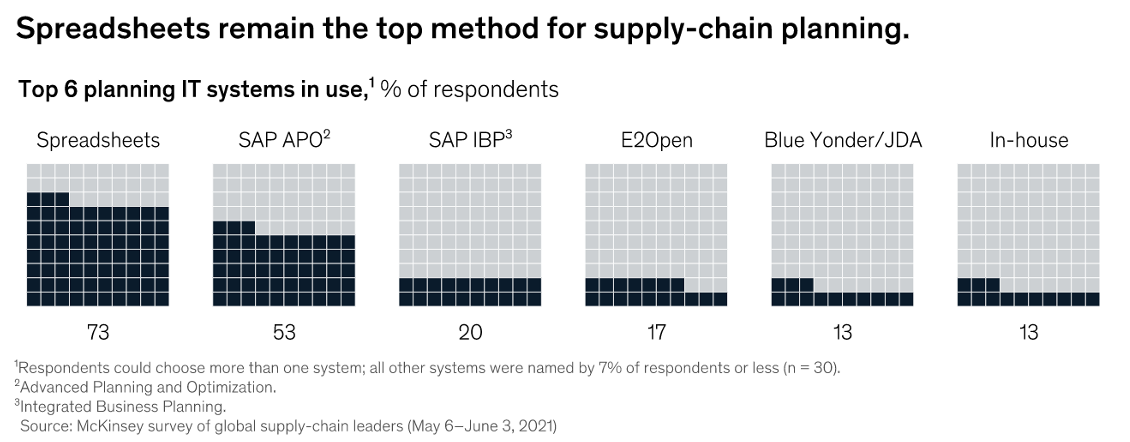 Spreadsheets remain the top method for supply-chain planning.
Top 6 planning IT systems in use,¹ % of respondents
Spreadsheets SAP APO² SAP IBP³ E2Open Blue Yonder/JDA In-house
73 53 20 17 13 13
¹Respondents could choose more than one system; all other systems were named by 7% of respondents or less (n = 30).
²Advanced Planning and Optimization.
³Integrated Business Planning.
Source: McKinsey survey of global supply-chain leaders (May 6–June 3, 2021)